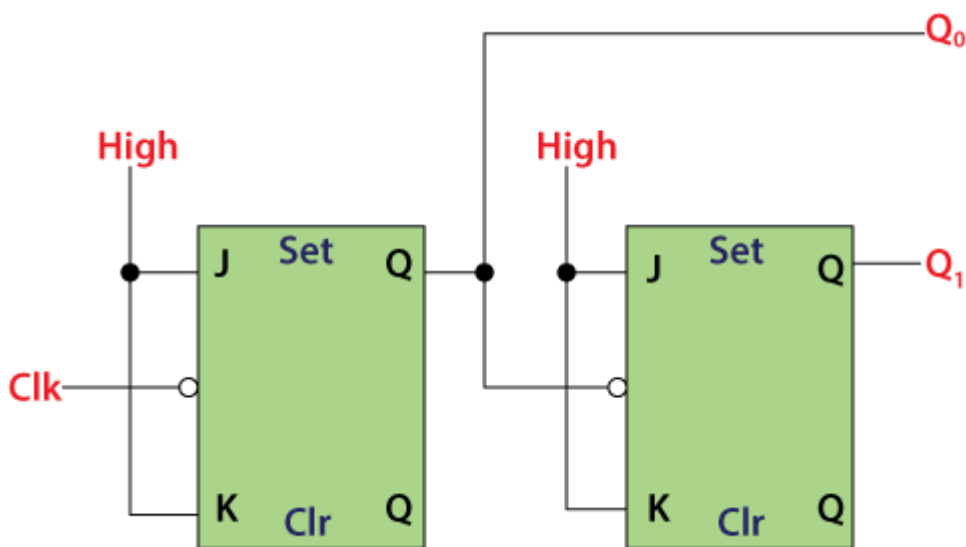 Q₀
High
High
J Set Q
J Set Q
Q₁
Clk
K Clr Q
K Clr Q